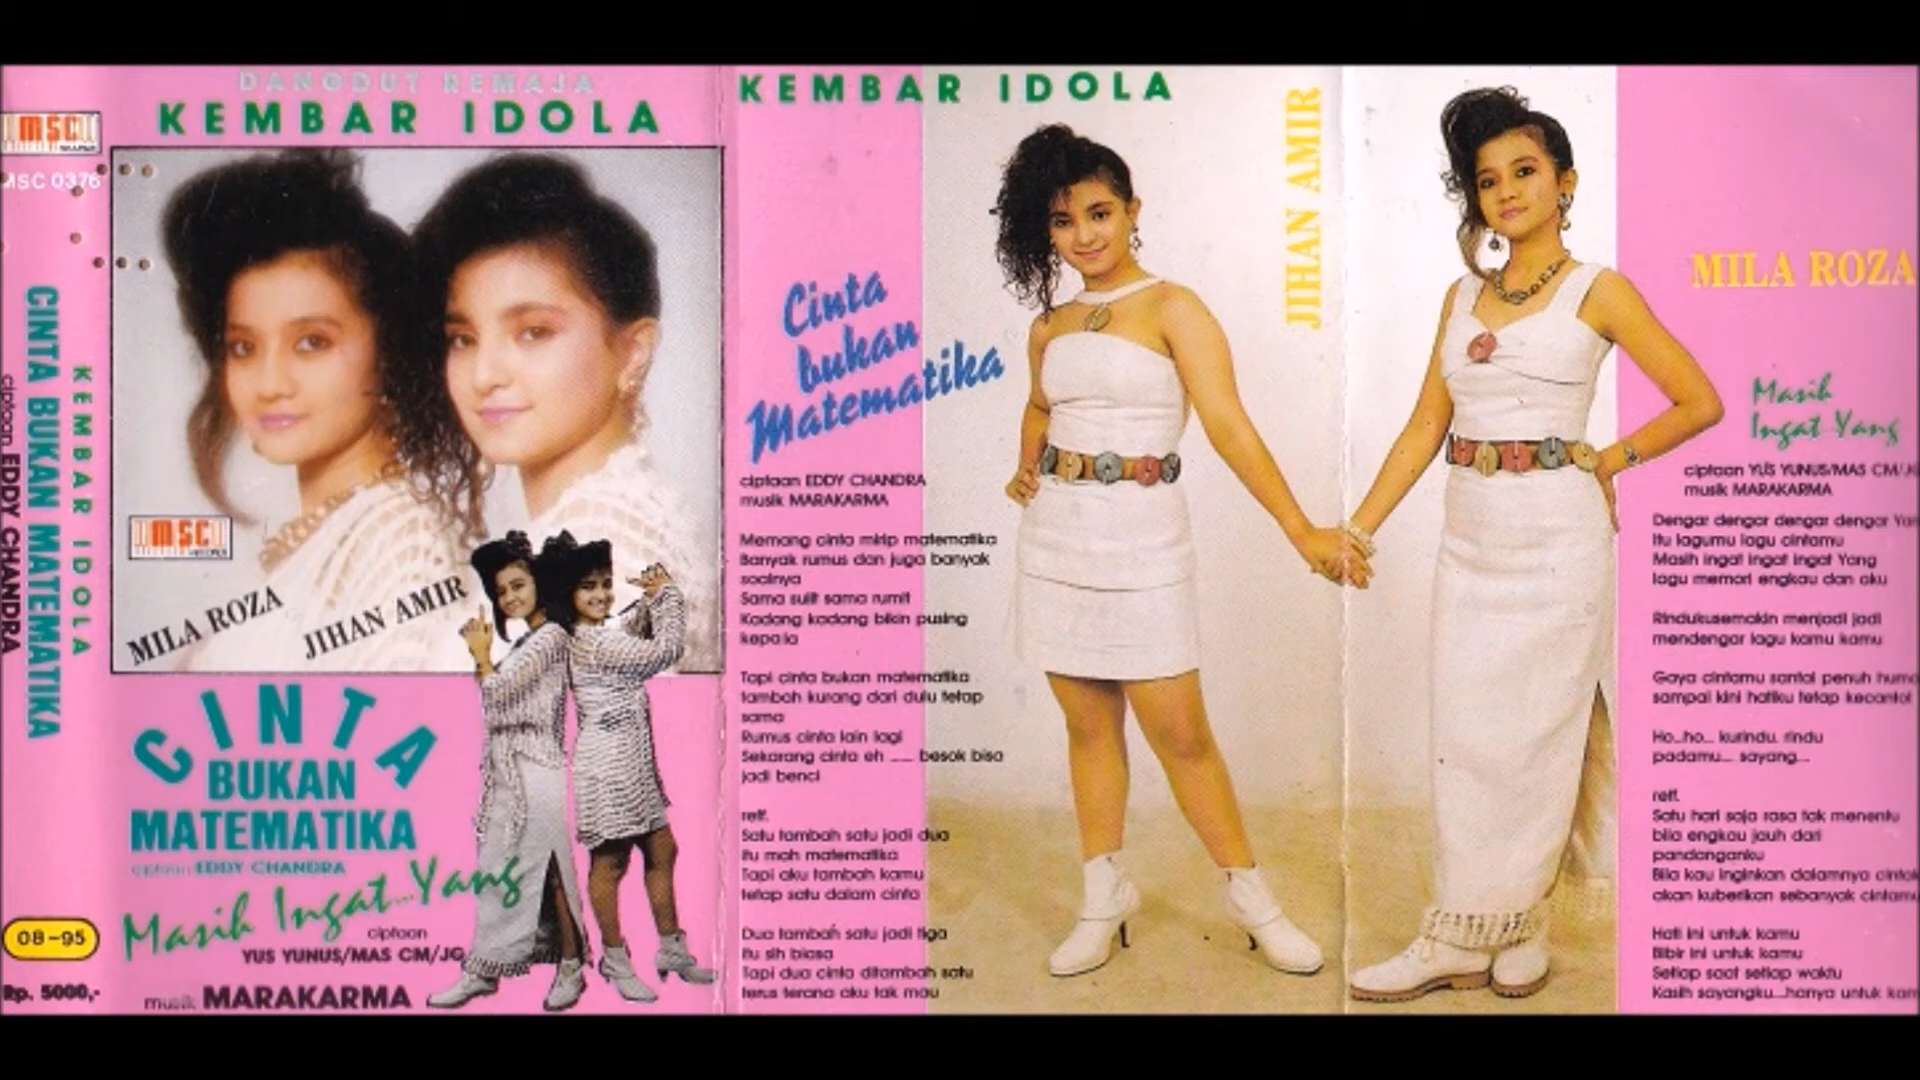 MSC
MSC 0376
KEMBAR IDOLA
CINTA BUKAN MATEMATIKA
ciptaan EDDY CHANDRA
08-95
Rp. 5000,-
DANGDUT REMAJA
KEMBAR IDOLA
MSC
MILA ROZA
JIHAN AMIR
CINTA
BUKAN
MATEMATIKA
ciptaan EDDY CHANDRA
Masih Ingat...Yang
ciptaan
YUS YUNUS/MAS CM/JG
musik MARAKARMA
KEMBAR IDOLA
Cinta
bukan
Matematika
ciptaan EDDY CHANDRA
musik MARAKARMA
Memang cinta mirip matematika
Banyak rumus dan juga banyak
soalnya
Sama sulit sama rumit
Kadang kadang bikin pusing
kepala
Tapi cinta bukan matematika
tambah kurang dari dulu tetap
sama
Rumus cinta lain lagi
Sekarang cinta eh ...... besok bisa
jadi benci
reff.
Satu tambah satu jadi dua
itu mah matematika
Tapi aku tambah kamu
tetap satu dalam cinta
Dua tambah satu jadi tiga
itu sih biasa
Tapi dua cinta ditambah satu
terus terang aku tak mau
JIHAN AMIR
MILA ROZA
Masih
Ingat Yang
ciptaan YUS YUNUS/MAS CM/JG
musik MARAKARMA
Dengar dengar dengar dengar Yan
Itu lagumu lagu cintamu
Masih ingat ingat ingat Yang
lagu memori engkau dan aku
Rindukusemakin menjadi jadi
mendengar lagu kamu kamu
Gaya cintamu santai penuh humo
sampai kini hatiku tetap kecantol
Ho...ho... kurindu, rindu
padamu... sayang...
reff.
Satu hari saja rasa tak menentu
bila engkau jauh dari
pandanganku
Bila kau inginkan dalamnya cintak
akan kuberikan sebanyak cintamu
Hati ini untuk kamu
Bibir ini untuk kamu
Setiap saat setiap waktu
Kasih sayangku...hanya untuk kam